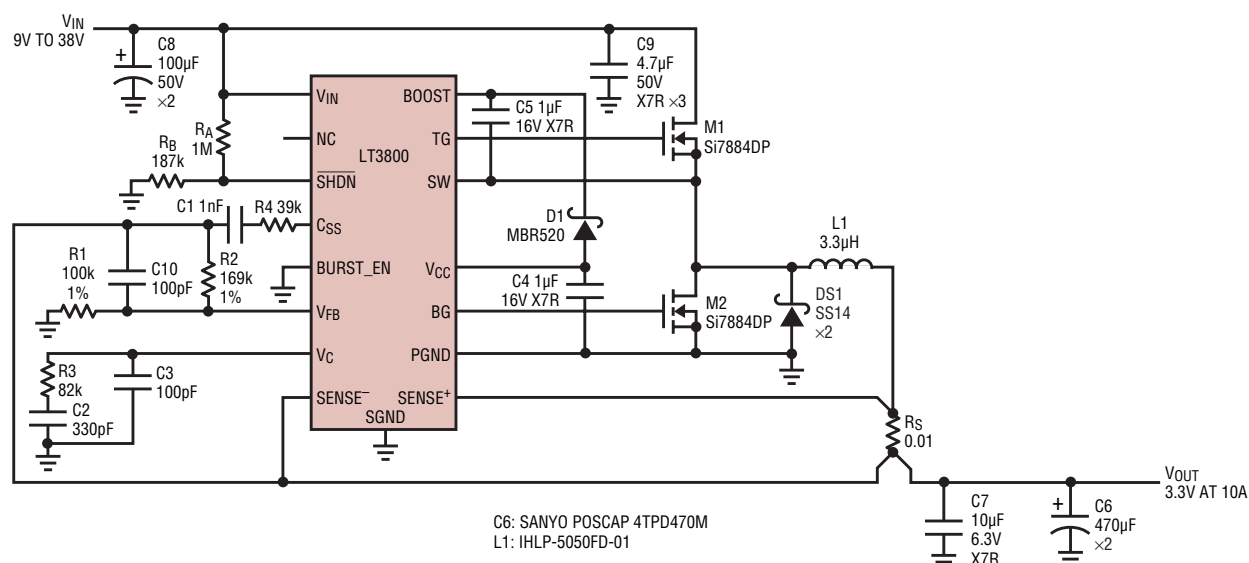 VIN
9V TO 38V
+
C8
100µF
50V
×2
C9
4.7µF
50V
X7R ×3
RA
1M
RB
187k
VIN
NC
SHDN
CSS
BURST_EN
VFB
VC
SENSE–
LT3800
SGND
BOOST
TG
SW
VCC
BG
PGND
SENSE+
C5 1µF
16V X7R
M1
Si7884DP
C1 1nF
R4 39k
D1
MBR520
L1
3.3µH
R1
100k
1%
C10
100pF
R2
169k
1%
C4 1µF
16V X7R
M2
Si7884DP
DS1
SS14
×2
R3
82k
C3
100pF
C2
330pF
RS
0.01
VOUT
3.3V AT 10A
C7
10µF
6.3V
X7R
+
C6
470µF
×2
C6: SANYO POSCAP 4TPD470M
L1: IHLP-5050FD-01